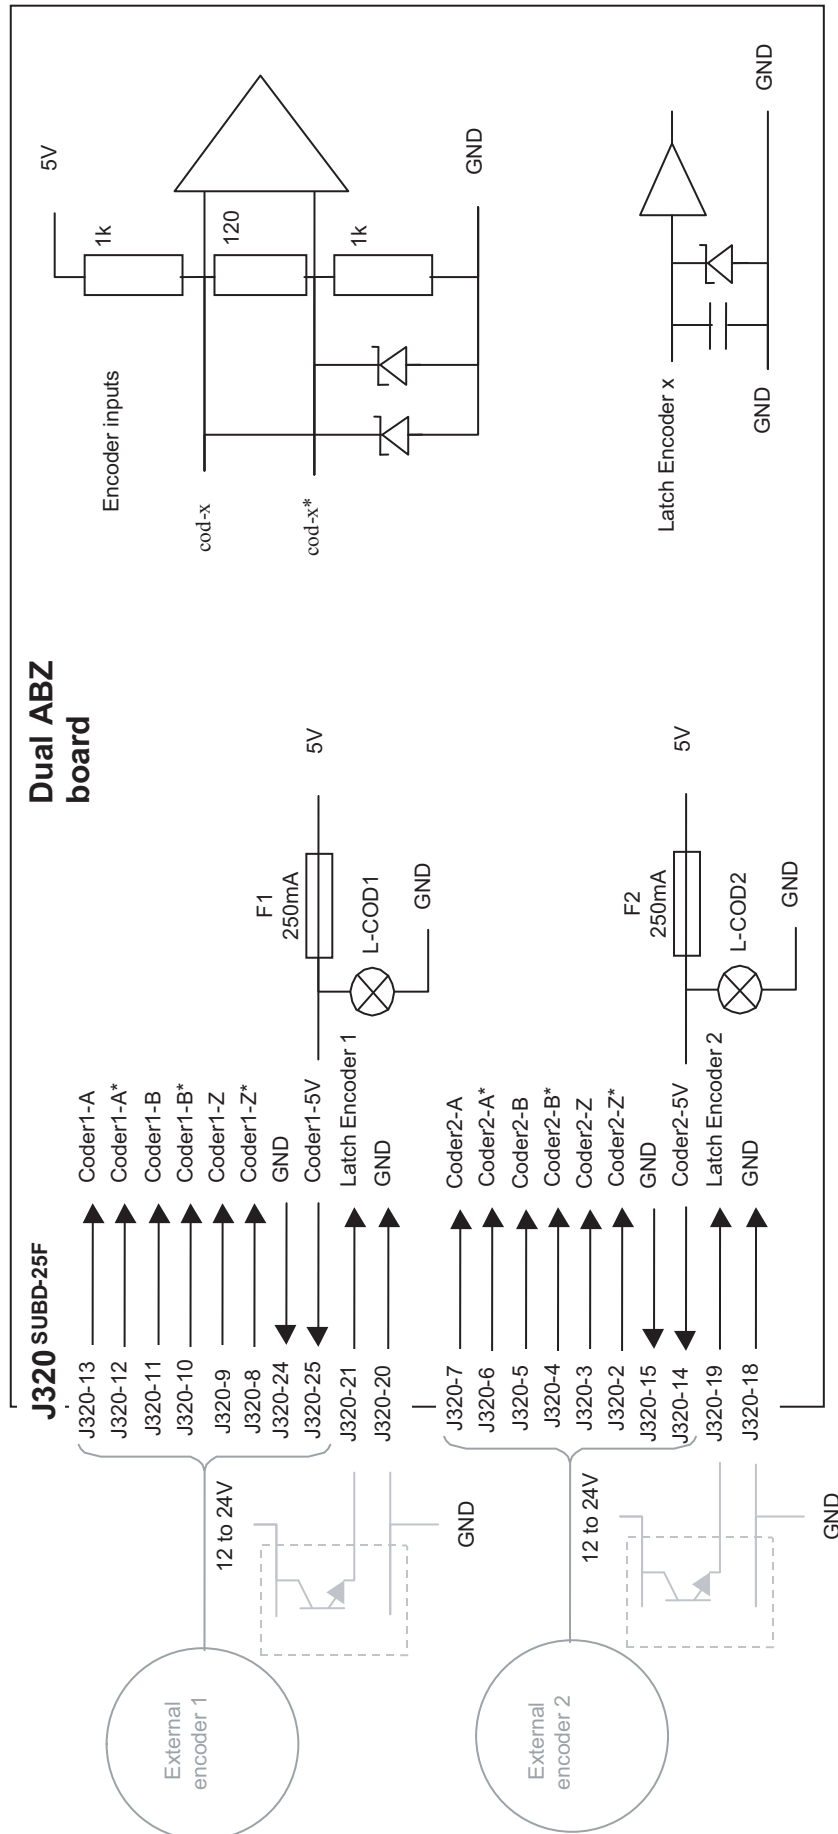 Dual ABZ
board
J320 SUBD-25F
J320-13 Coder1-A
J320-12 Coder1-A*
J320-11 Coder1-B
J320-10 Coder1-B*
J320-9 Coder1-Z
J320-8 Coder1-Z*
J320-24 GND
J320-25 Coder1-5V
J320-21 Latch Encoder 1
J320-20 GND
F1
250mA
5V
L-COD1
GND
12 to 24V
GND
External
encoder 1
J320-7 Coder2-A
J320-6 Coder2-A*
J320-5 Coder2-B
J320-4 Coder2-B*
J320-3 Coder2-Z
J320-2 Coder2-Z*
J320-15 GND
J320-14 Coder2-5V
J320-19 Latch Encoder 2
J320-18 GND
F2
250mA
5V
L-COD2
GND
12 to 24V
GND
External
encoder 2
Encoder inputs
5V
1k
120
1k
GND
cod-x
cod-x*
Latch Encoder x
GND
GND